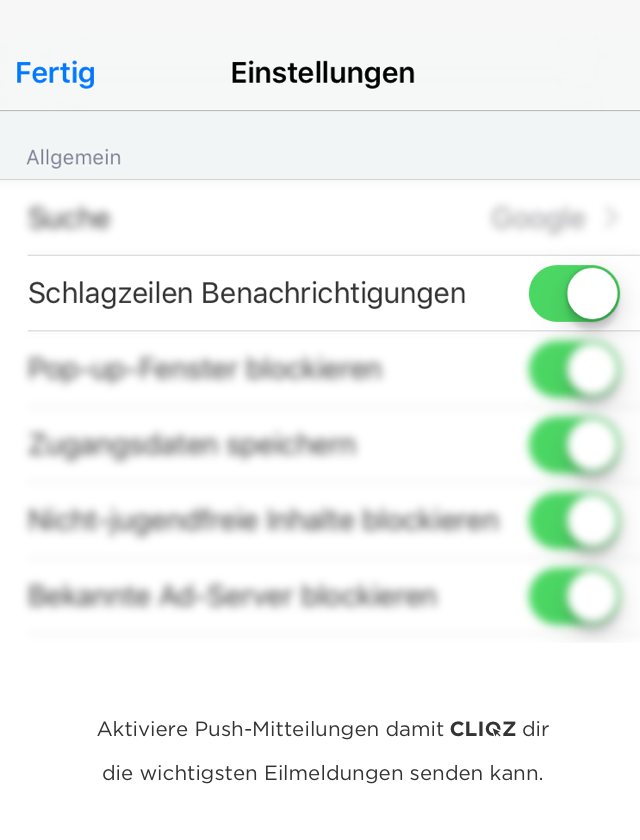 Fertig
Einstellungen
Allgemein
Suche Google
Schlagzeilen Benachrichtigungen
Pop-up-Fenster blockieren
Zugangsdaten speichern
Nicht-jugendfreie Inhalte blockieren
Bekannte Ad-Server blockieren
Aktiviere Push-Mitteilungen damit CLIQZ dir
die wichtigsten Eilmeldungen senden kann.